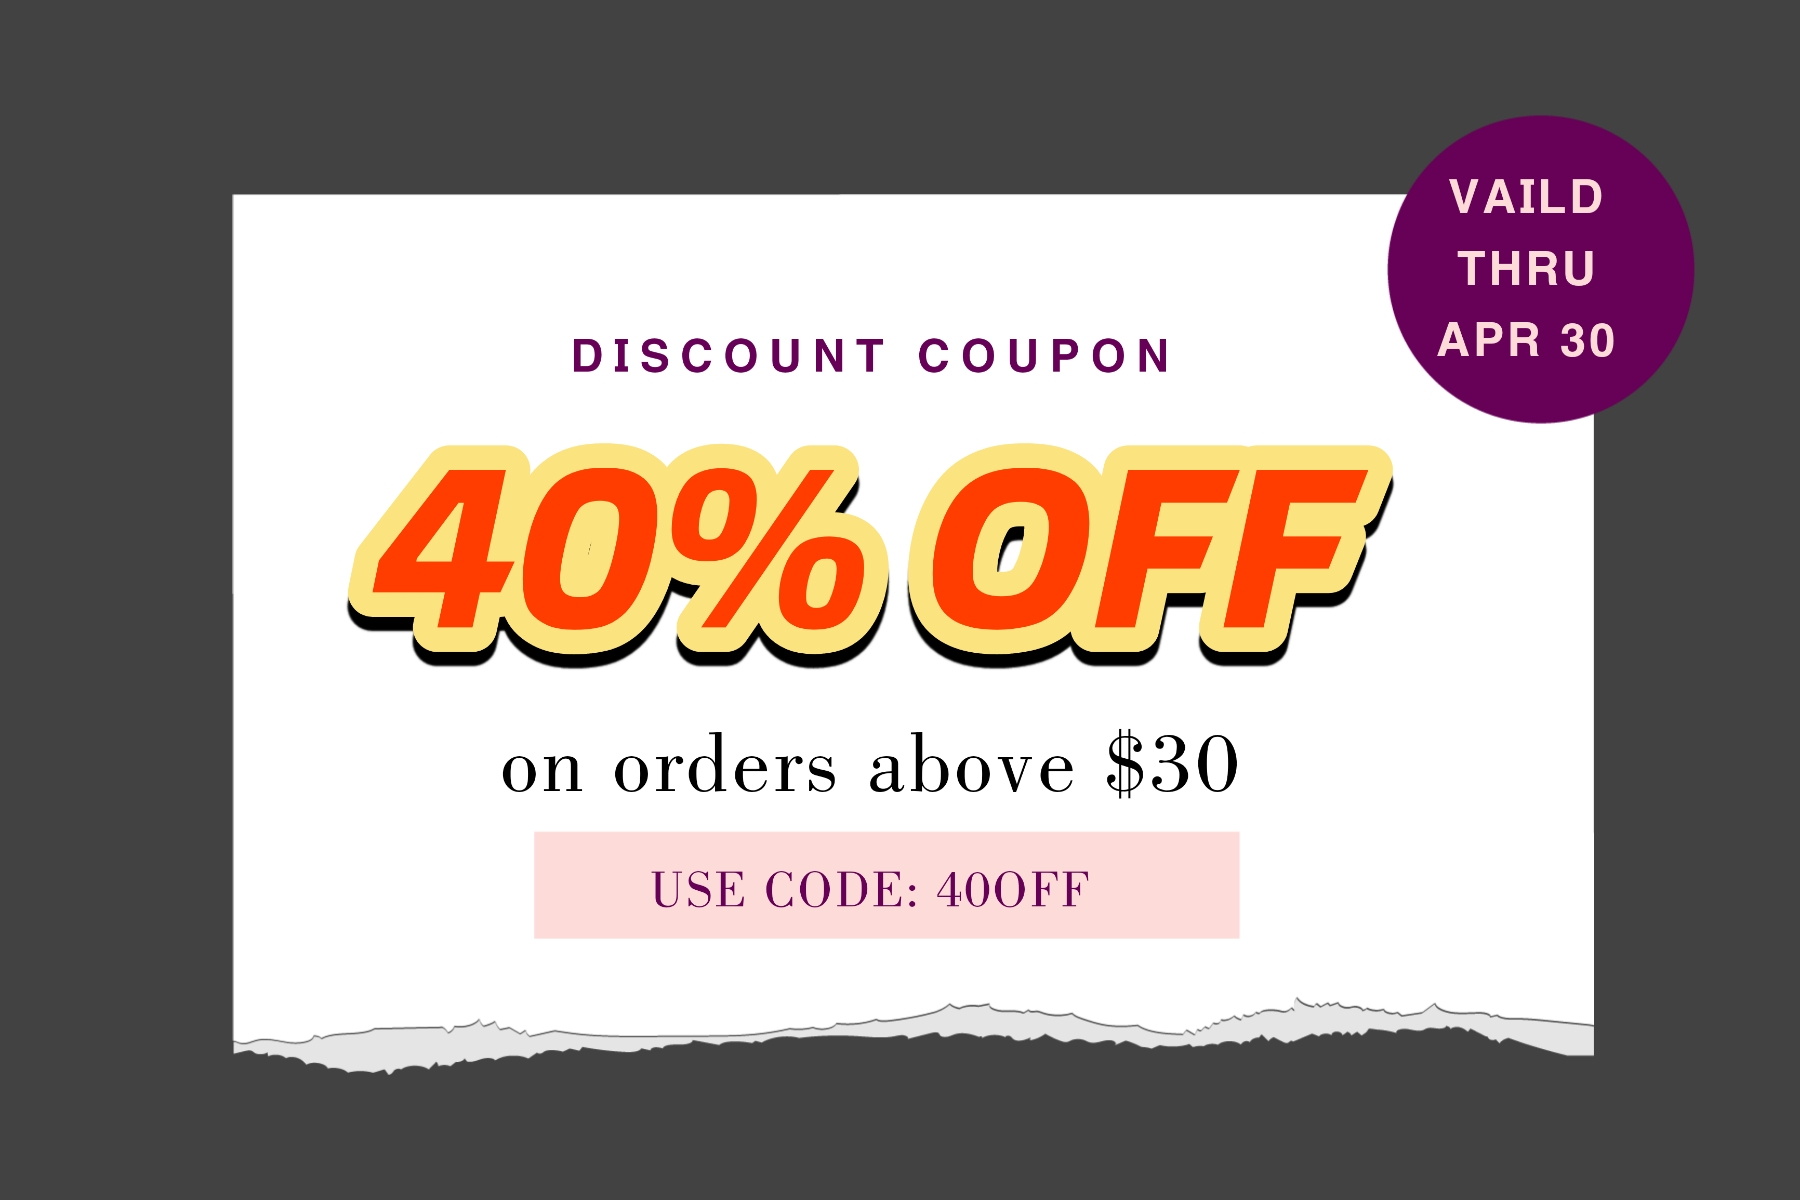 VAILD
THRU
APR 30
DISCOUNT COUPON
40% OFF
on orders above $30
USE CODE: 40OFF